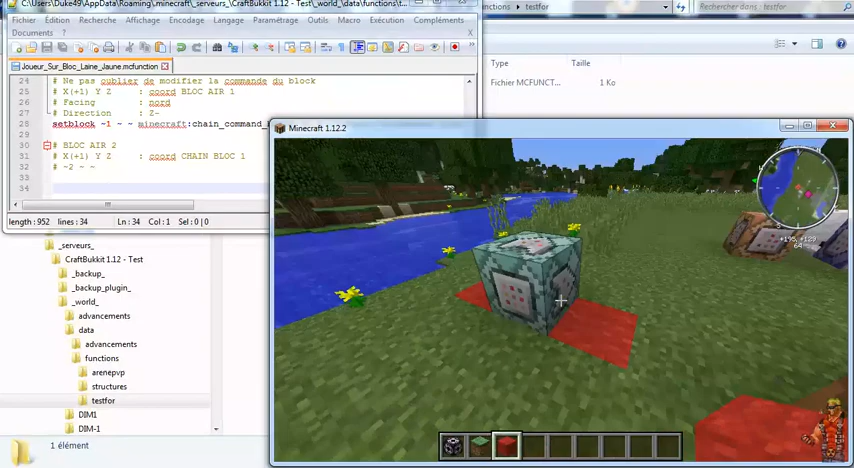 C:\Users\Duke49\AppData\Roaming\minecraft\_serveurs_\CraftBukkit 1.12 - Test\_world_\data\functions\t...
Fichier Édition Recherche Affichage Encodage Langage Paramétrage Outils Macro Exécution Compléments
Documents ?
Joueur_Sur_Bloc_Laine_Jaune.mcfunction
24 # Ne pas oublier de modifier la commande du block
25 # X(+1) Y Z : coord BLOC AIR 1
26 # Facing : nord
27 # Direction : Z-
28 setblock ~1 ~ ~ minecraft:chain_command_
29
30 # BLOC AIR 2
31 # X(+1) Y Z : coord CHAIN BLOC 1
32 # ~2 ~ ~
33
34
length : 952 lines : 34 Ln : 34 Col : 1 Sel : 0 | 0
unctions ▸ testfor
Rechercher dans : testfor
Type Taille
Fichier MCFUNCT... 1 Ko
_serveurs_
CraftBukkit 1.12 - Test
_backup_
_backup_plugin_
_world_
advancements
data
advancements
functions
arenepvp
structures
testfor
DIM1
DIM-1
1 élément
Minecraft 1.12.2
+195, +129
64